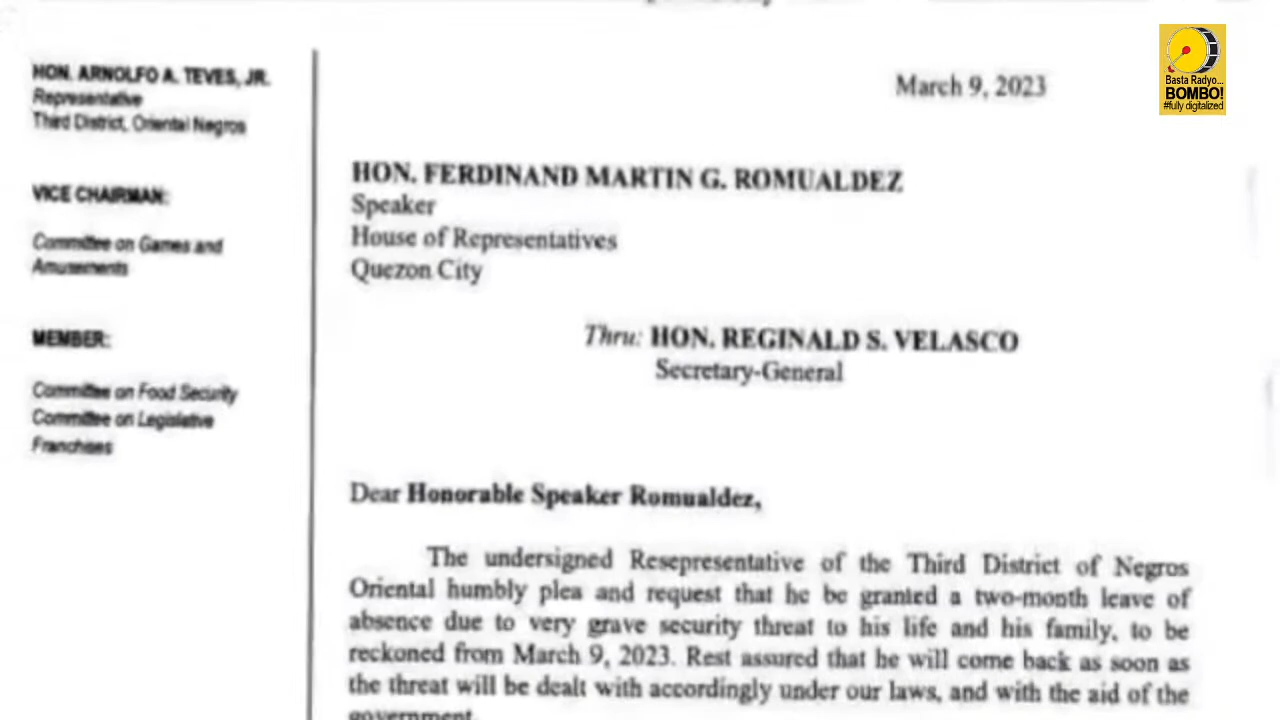 HON. ARNOLFO A. TEVES, JR.
Representative
Third District, Oriental Negros
VICE CHAIRMAN:
Committee on Games and
Amusements
MEMBER:
Committee on Food Security
Committee on Legislative
Franchises
March 9, 2023
HON. FERDINAND MARTIN G. ROMUALDEZ
Speaker
House of Representatives
Quezon City
Thru: HON. REGINALD S. VELASCO
Secretary-General
Dear Honorable Speaker Romualdez,
The undersigned Resepresentative of the Third District of Negros
Oriental humbly plea and request that he be granted a two-month leave of
absence due to very grave security threat to his life and his family, to be
reckoned from March 9, 2023. Rest assured that he will come back as soon as
the threat will be dealt with accordingly under our laws, and with the aid of the
government.
Basta Radyo...
BOMBO!
#fully digitalized